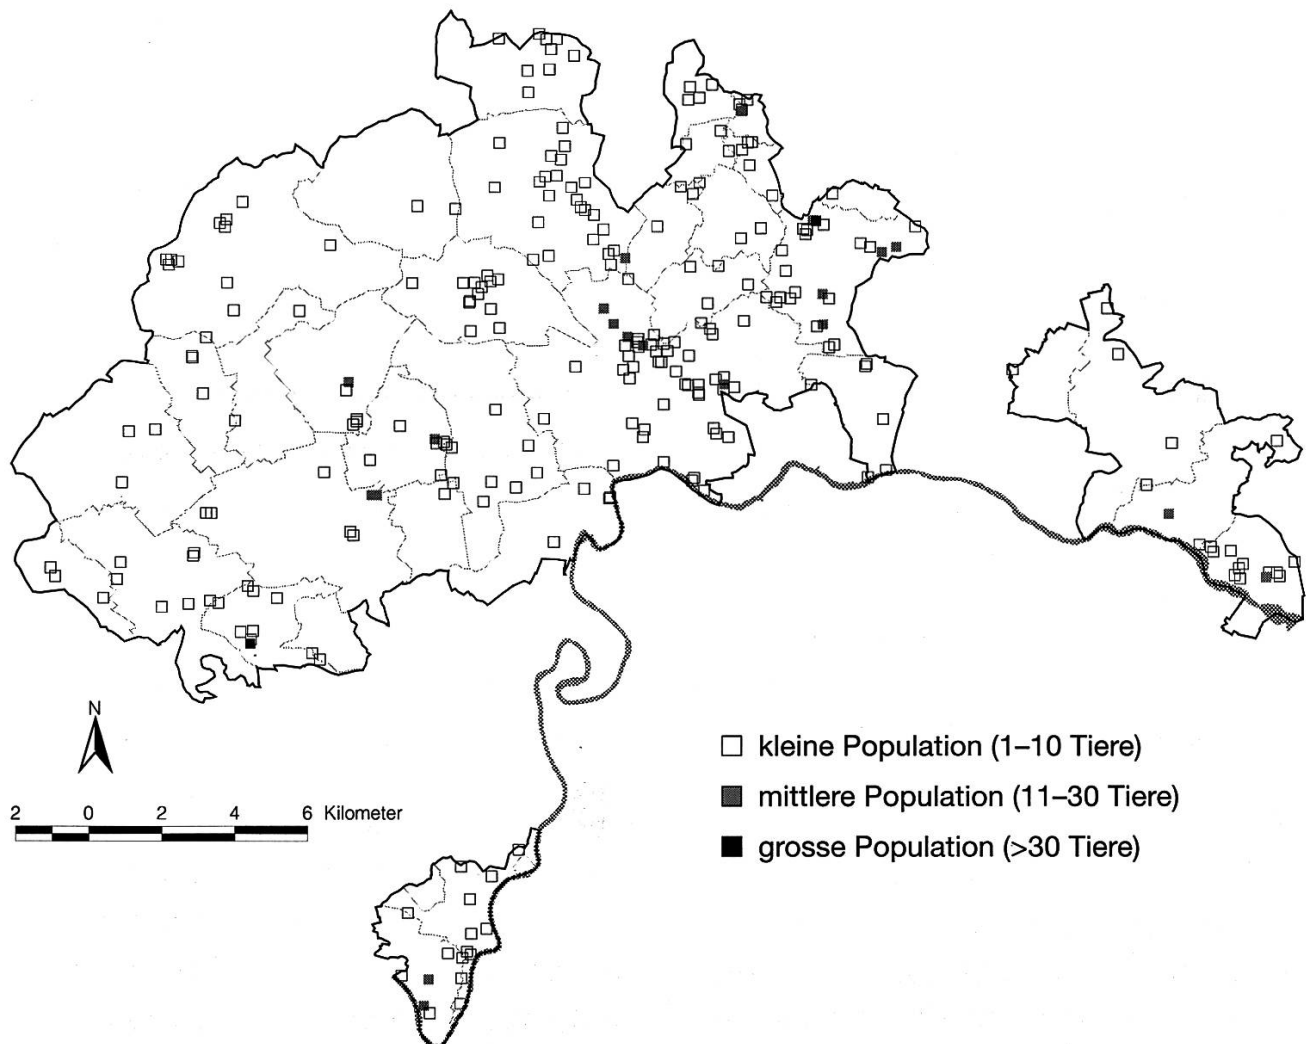 N
2 0 2 4 6 Kilometer
kleine Population (1–10 Tiere)
mittlere Population (11–30 Tiere)
grosse Population (>30 Tiere)